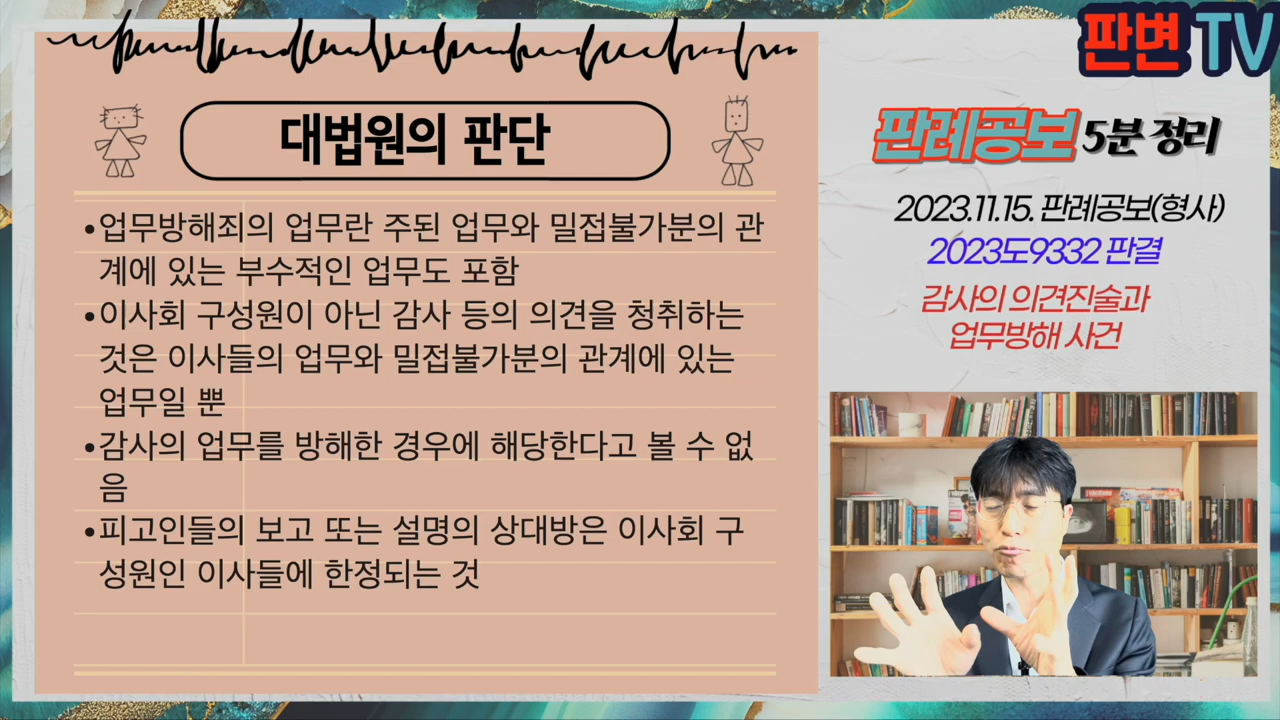 판변 TV
대법원의 판단
•업무방해죄의 업무란 주된 업무와 밀접불가분의 관
계에 있는 부수적인 업무도 포함
•이사회 구성원이 아닌 감사 등의 의견을 청취하는
것은 이사들의 업무와 밀접불가분의 관계에 있는
업무일 뿐
•감사의 업무를 방해한 경우에 해당한다고 볼 수 없
음
•피고인들의 보고 또는 설명의 상대방은 이사회 구
성원인 이사들에 한정되는 것
판례공보 5분 정리
2023.11.15. 판례공보(형사)
2023도9332 판결
감사의 의견진술과
업무방해 사건